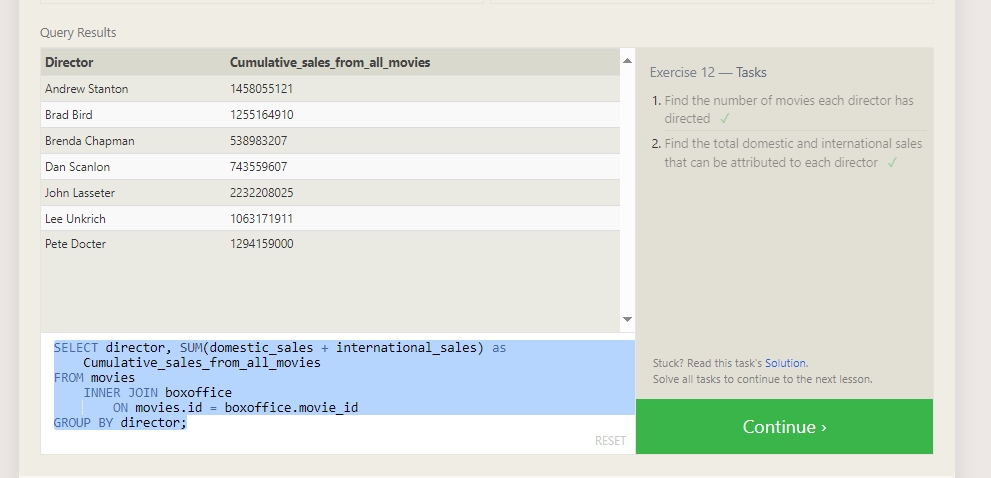 Query Results
Director Cumulative_sales_from_all_movies
Andrew Stanton 1458055121
Brad Bird 1255164910
Brenda Chapman 538983207
Dan Scanlon 743559607
John Lasseter 2232208025
Lee Unkrich 1063171911
Pete Docter 1294159000
SELECT director, SUM(domestic_sales + international_sales) as
Cumulative_sales_from_all_movies
FROM movies
INNER JOIN boxoffice
ON movies.id = boxoffice.movie_id
GROUP BY director;
RESET
Exercise 12 — Tasks
1. Find the number of movies each director has
directed ✓
2. Find the total domestic and international sales
that can be attributed to each director ✓
Stuck? Read this task's Solution.
Solve all tasks to continue to the next lesson.
Continue ›